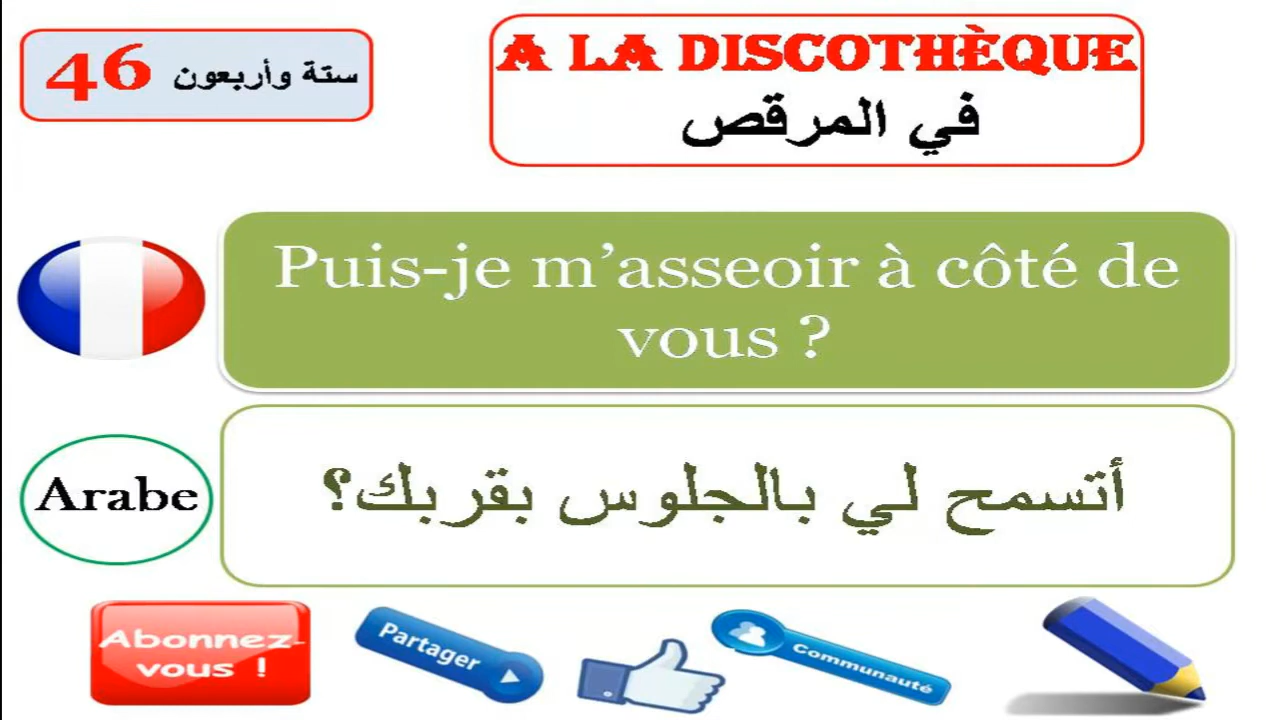 46 ستة وأربعون
A LA DISCOTHÈQUE
في المرقص
Puis-je m’asseoir à côté de
vous ?
Arabe
أتسمح لي بالجلوس بقربك؟
Abonnez-
vous !
Partager
Communauté